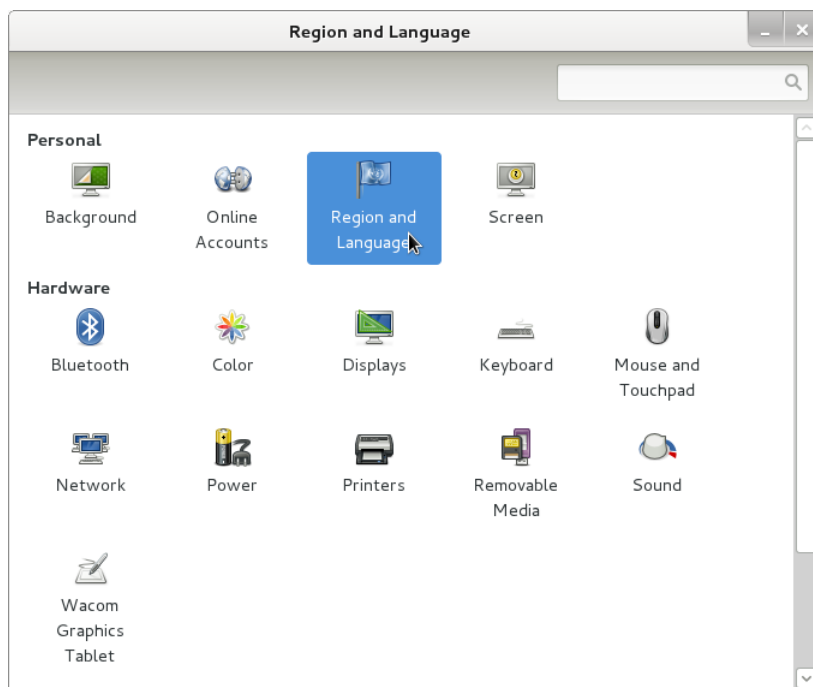 Region and Language
Personal
Background
Online
Accounts
Region and
Language
Screen
Hardware
Bluetooth
Color
Displays
Keyboard
Mouse and
Touchpad
Network
Power
Printers
Removable
Media
Sound
Wacom
Graphics
Tablet